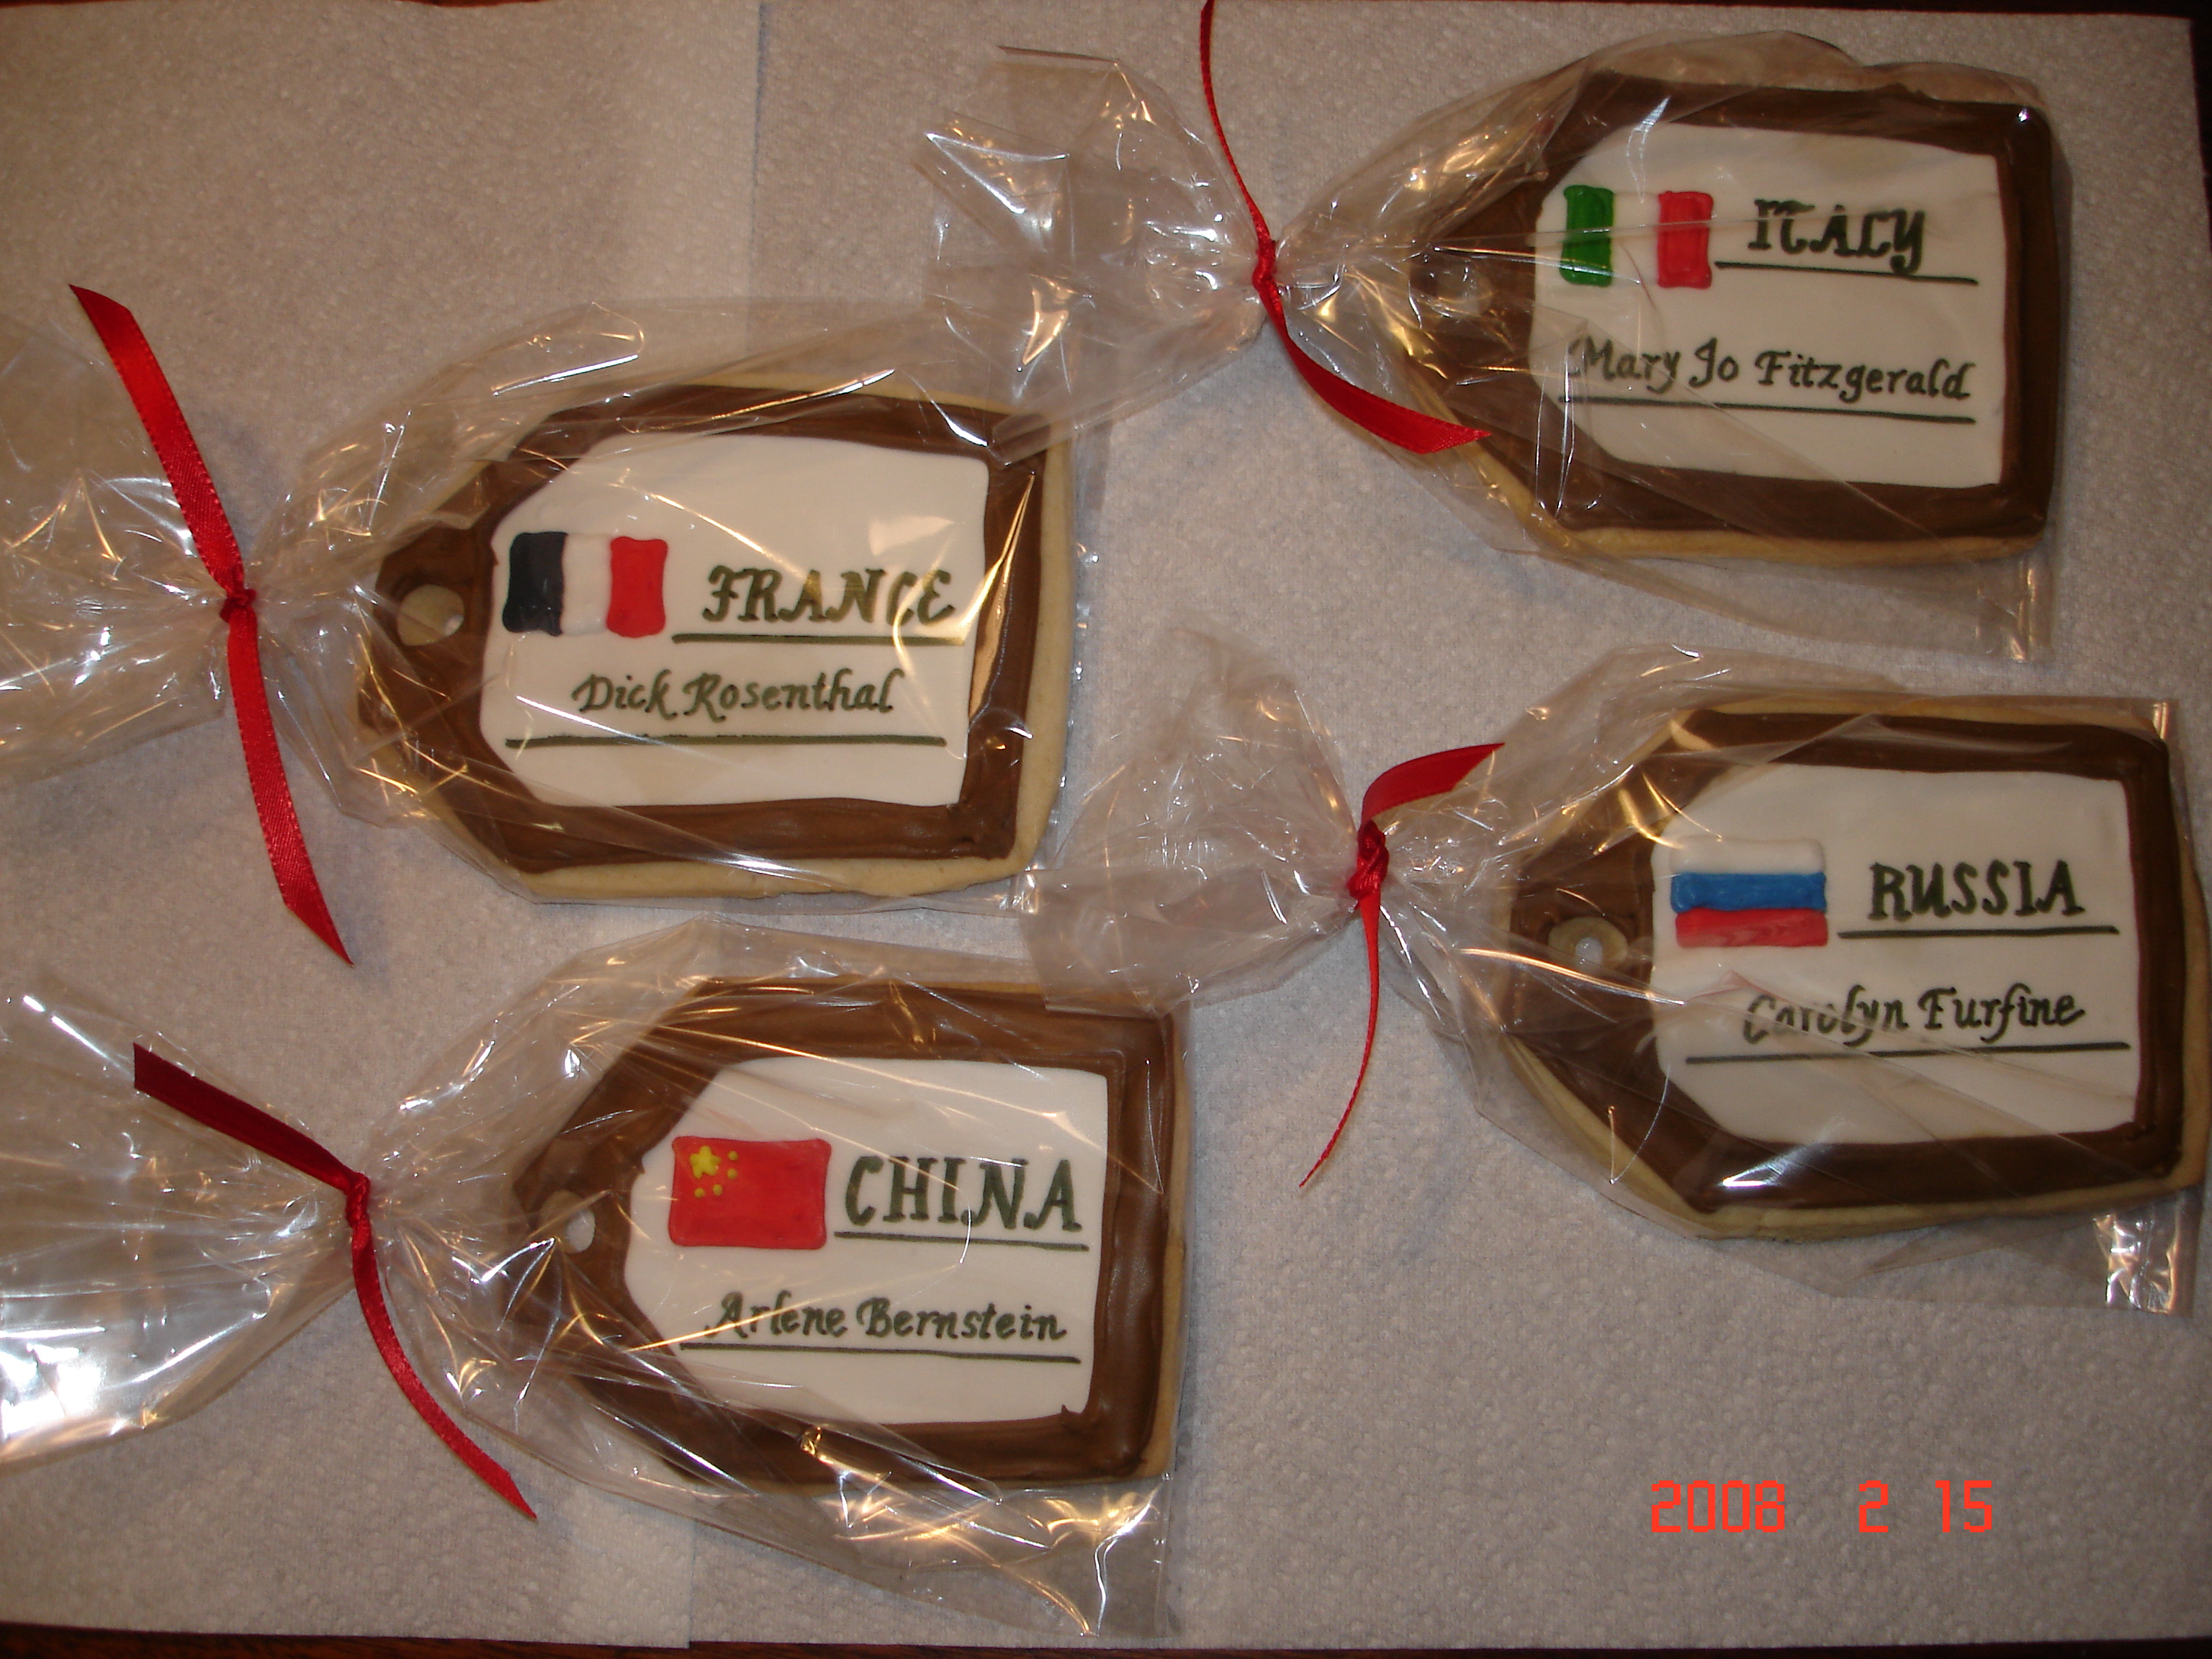 ITALY
Mary Jo Fitzgerald
FRANCE
Dick Rosenthal
RUSSIA
Carolyn Furfine
CHINA
Arlene Bernstein
2008 2 15